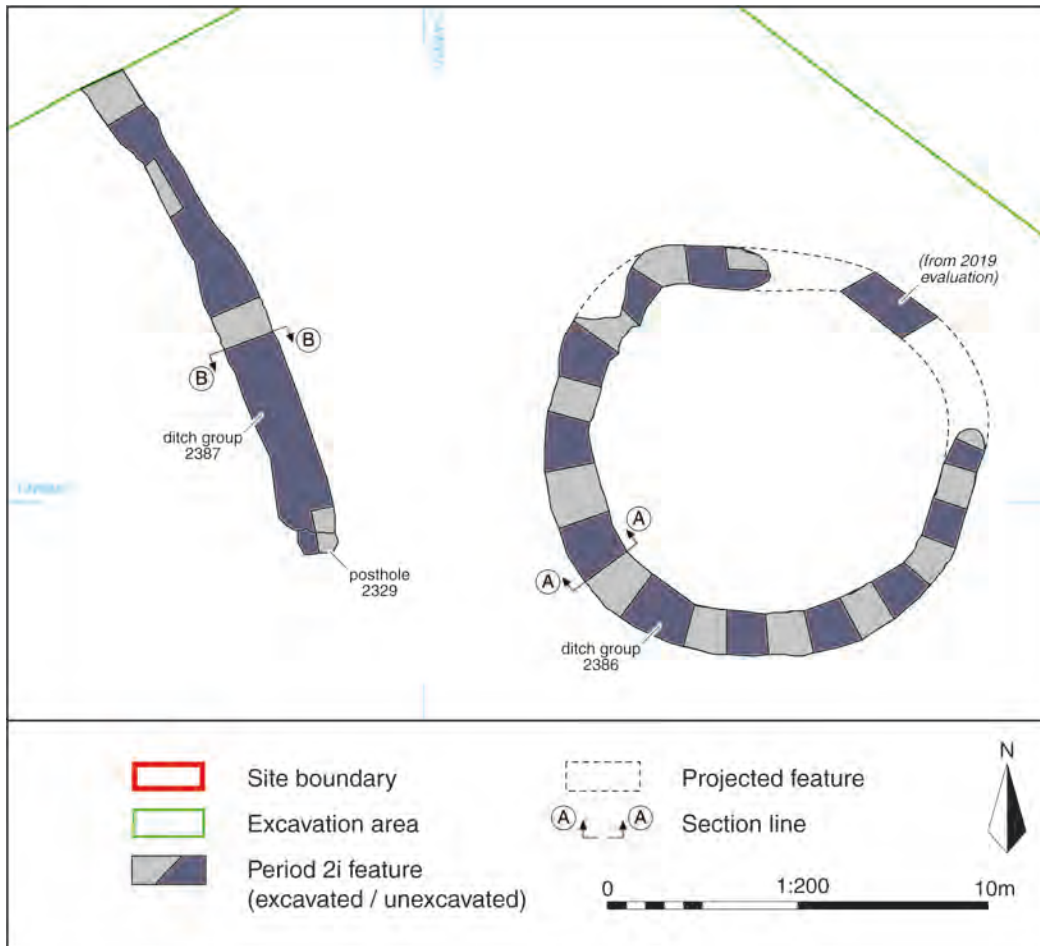 (from 2019
evaluation)
B
B
ditch group
2387
A
A
posthole
2329
ditch group
2386
Site boundary
Excavation area
Period 2i feature
(excavated / unexcavated)
Projected feature
A A Section line
N
0 1:200 10m